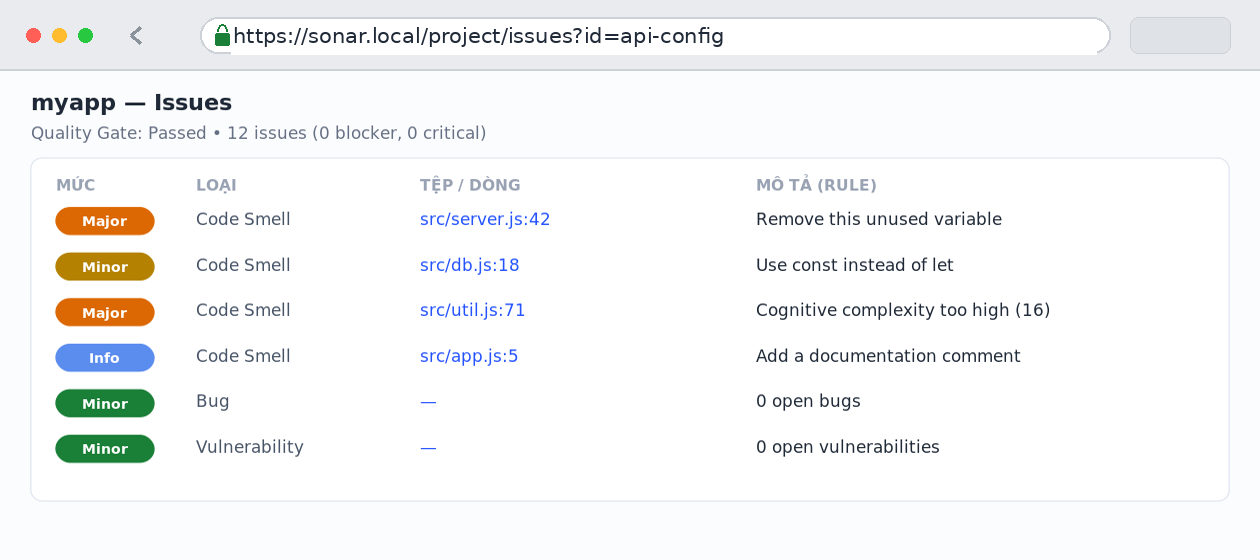 https://sonar.local/project/issues?id=api-config
myapp — Issues
Quality Gate: Passed • 12 issues (0 blocker, 0 critical)
MỨC LOẠI TỆP / DÒNG MÔ TẢ (RULE)
Major Code Smell src/server.js:42 Remove this unused variable
Minor Code Smell src/db.js:18 Use const instead of let
Major Code Smell src/util.js:71 Cognitive complexity too high (16)
Info Code Smell src/app.js:5 Add a documentation comment
Minor Bug — 0 open bugs
Minor Vulnerability — 0 open vulnerabilities